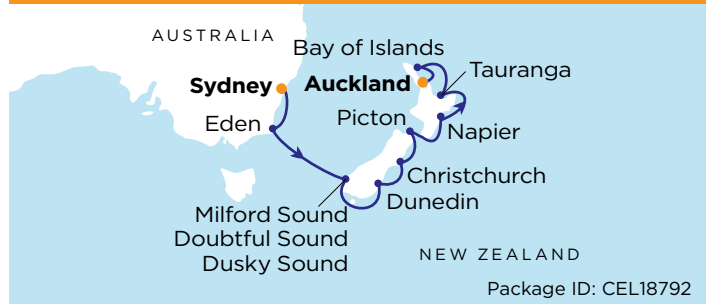 AUSTRALIA
Bay of Islands
Sydney
Auckland
Tauranga
Eden
Picton
Napier
Christchurch
Dunedin
Milford Sound
Doubtful Sound
Dusky Sound
NEW ZEALAND
Package ID: CEL18792